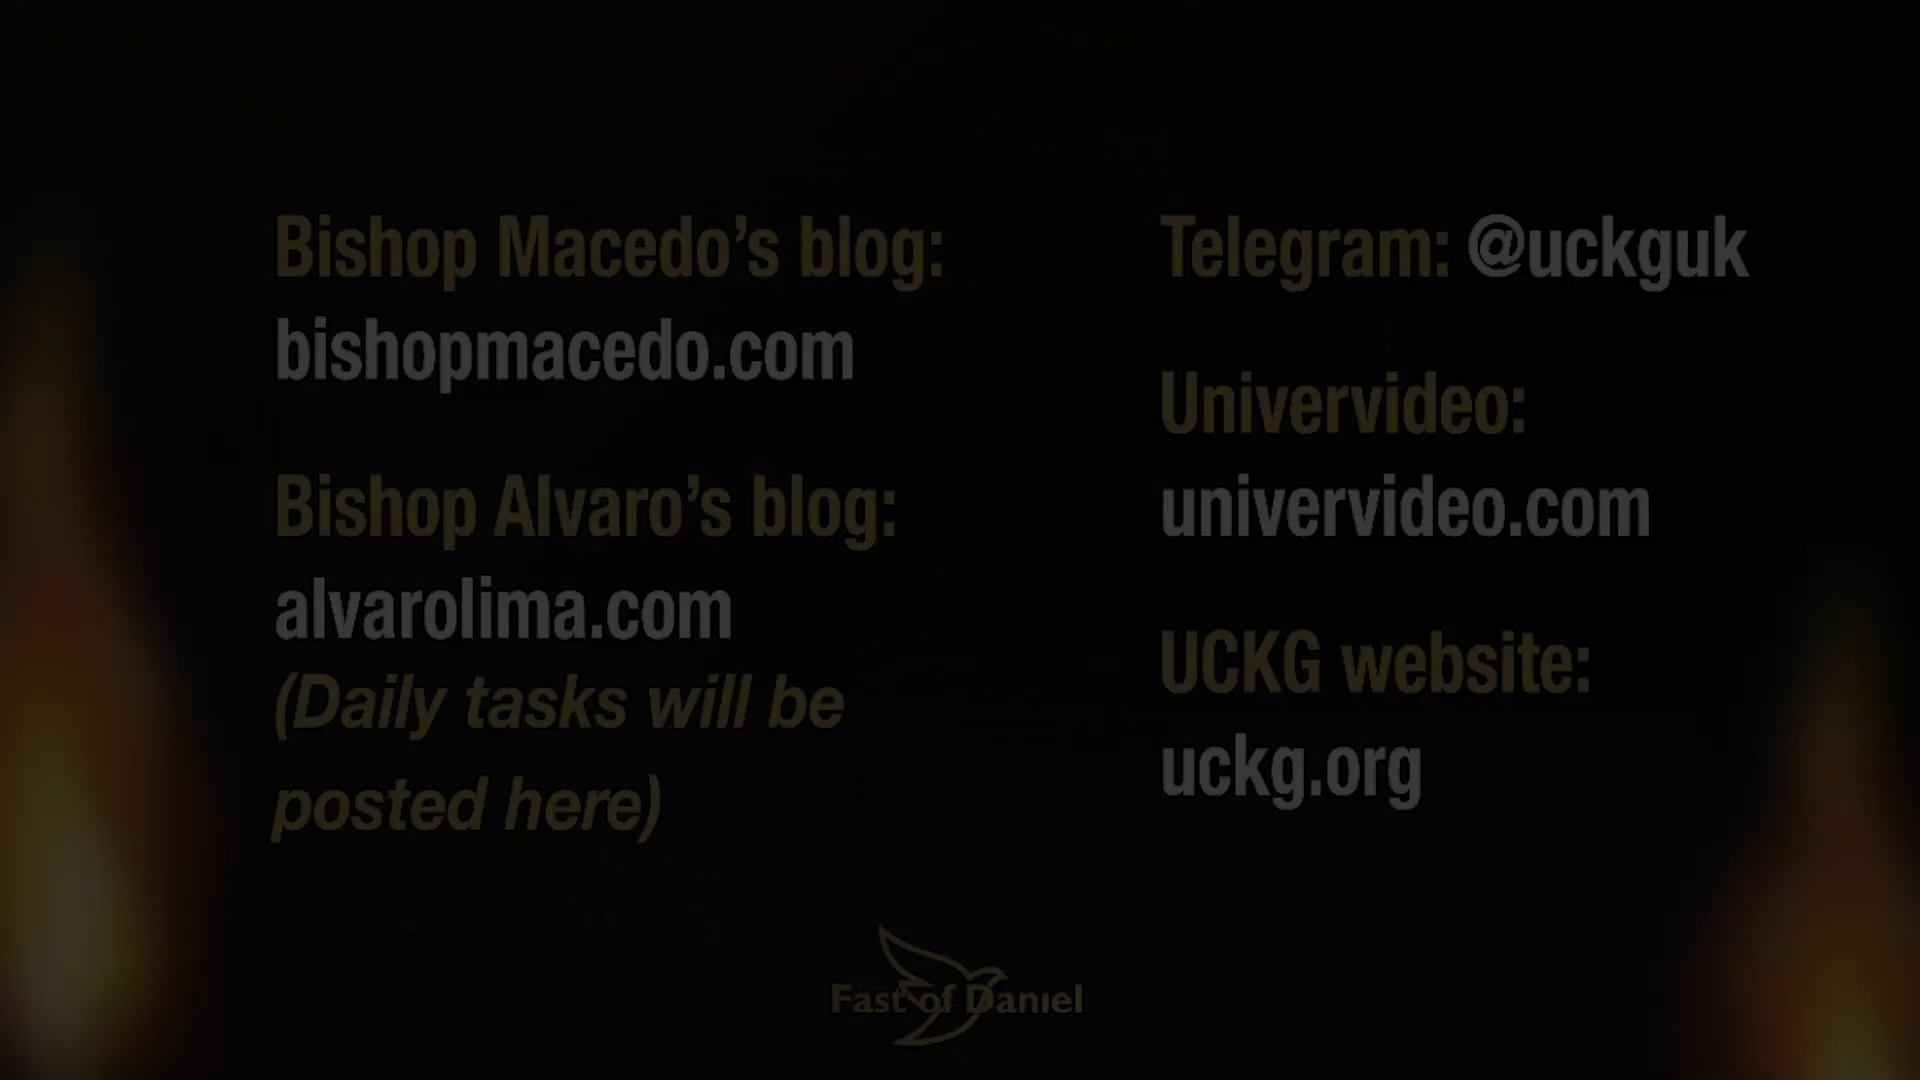 Bishop Macedo’s blog:
bishopmacedo.com
Bishop Alvaro’s blog:
alvarolima.com
(Daily tasks will be
posted here)
Telegram: @uckguk
Univervideo:
univervideo.com
UCKG website:
uckg.org
Fast of Daniel